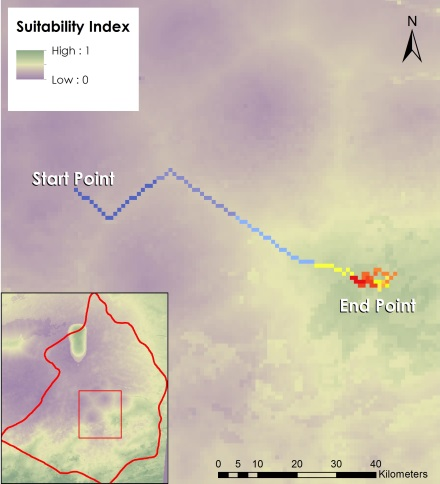 Suitability Index
High : 1
Low : 0
N
Start Point
End Point
0 5 10 20 30 40
Kilometers